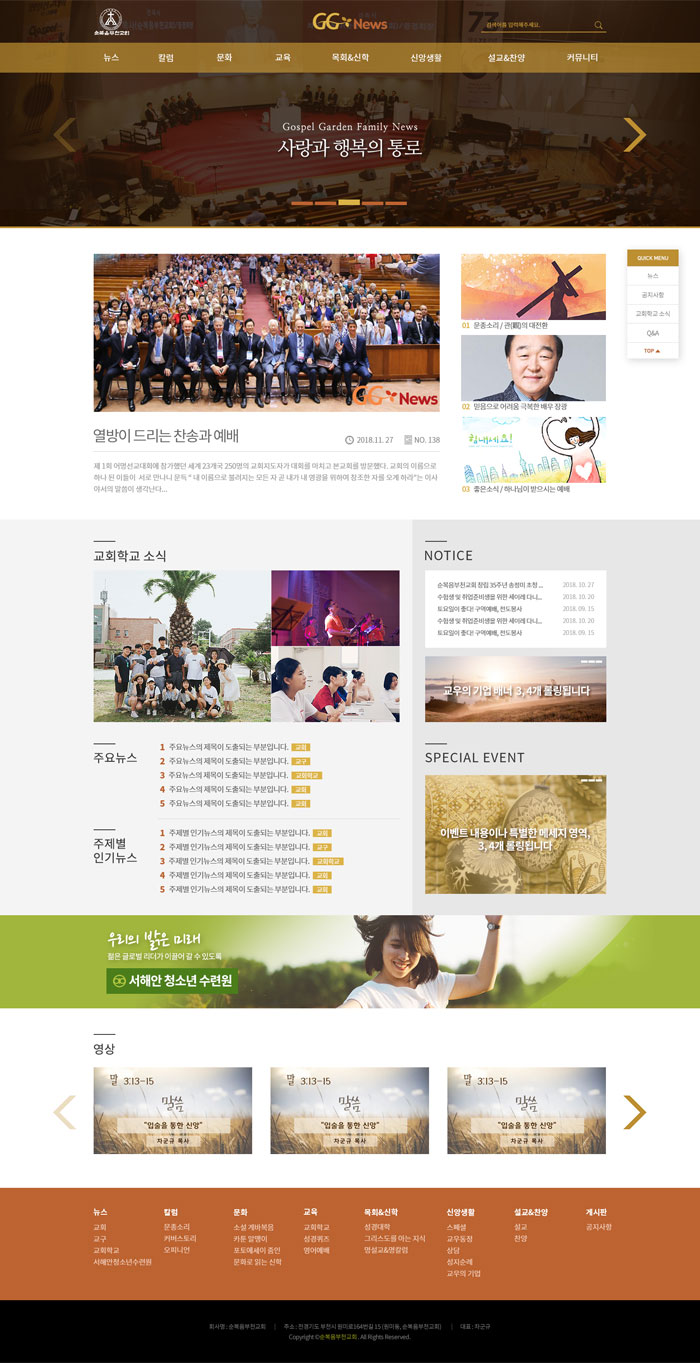 순복음부천교회
GG News
검색어를 입력해주세요.
뉴스 칼럼 문화 교육 목회&신학 신앙생활 설교&찬양 커뮤니티
Gospel Garden Family News
사랑과 행복의 통로
QUICK MENU
뉴스
공지사항
교회학교 소식
Q&A
TOP
GG News
열방이 드리는 찬송과 예배
2018.11. 27 NO. 138
제 1회 여명선교대회에 참가했던 세계 23개국 250명의 교회지도자가 대회를 마치고 본교회를 방문했다. 교회의 이름으로
하나 된 이들이 서로 만나니 문득 " 내 이름으로 불려지는 모든 자 곧 내가 내 영광을 위하여 창조한 자를 오게 하라"는 이사
야서의 말씀이 생각난다...
01 운종소리 / 관(觀)의 대전환
02 믿음으로 어려움 극복한 배우 장광
힘내세요!
03 좋은소식 / 하나님이 받으시는 예배
교회학교 소식
NOTICE
순복음부천교회 창립 35주년 송정미 초청 ... 2018. 10. 27
수험생 및 취업준비생을 위한 세이레 다니... 2018. 10. 20
토요일이 좋다! 구역예배, 전도봉사 2018. 09. 15
수험생 및 취업준비생을 위한 세이레 다니... 2018. 10. 20
토요일이 좋다! 구역예배, 전도봉사 2018. 09. 15
교우의 기업 배너 3, 4개 롤링됩니다
주요뉴스
1 주요뉴스의 제목이 도출되는 부분입니다. 교회
2 주요뉴스의 제목이 도출되는 부분입니다. 교구
3 주요뉴스의 제목이 도출되는 부분입니다. 교회학교
4 주요뉴스의 제목이 도출되는 부분입니다. 교회
5 주요뉴스의 제목이 도출되는 부분입니다. 교회
주제별
인기뉴스
1 주제별 인기뉴스의 제목이 도출되는 부분입니다. 교회
2 주제별 인기뉴스의 제목이 도출되는 부분입니다. 교구
3 주제별 인기뉴스의 제목이 도출되는 부분입니다. 교회학교
4 주제별 인기뉴스의 제목이 도출되는 부분입니다. 교회
5 주제별 인기뉴스의 제목이 도출되는 부분입니다. 교회
SPECIAL EVENT
이벤트 내용이나 특별한 메세지 영역,
3, 4개 롤링됩니다
우리의 밝은 미래
젊은 글로벌 리더가 이끌어 갈 수 있도록
서해안 청소년 수련원
영상
말 3:13-15
말씀
"입술을 통한 신앙"
차군규 목사
말 3:13-15
말씀
"입술을 통한 신앙"
차군규 목사
말 3:13-15
말씀
"입술을 통한 신앙"
차군규 목사
뉴스 칼럼 문화 교육 목회&신학 신앙생활 설교&찬양 게시판
교회 운종소리 소설 겨바복음 교회학교 성경대학 스페셜 설교 공지사항
교구 커버스토리 카툰 알맹이 성경퀴즈 그리스도를 아는 지식 교우동정 찬양
교회학교 오피니언 포토에세이 줌인 영어예배 명설교&명칼럼 상담
서해안청소년수련원 문화로 읽는 신학 성지순례
교우의 기업
회사명 : 순복음부천교회 | 주소 : 전경기도 부천시 원미로164번길 15 (원미동, 순복음부천교회) | 대표 : 차군규
Copyright ©순복음부천교회. All Rights Reserved.